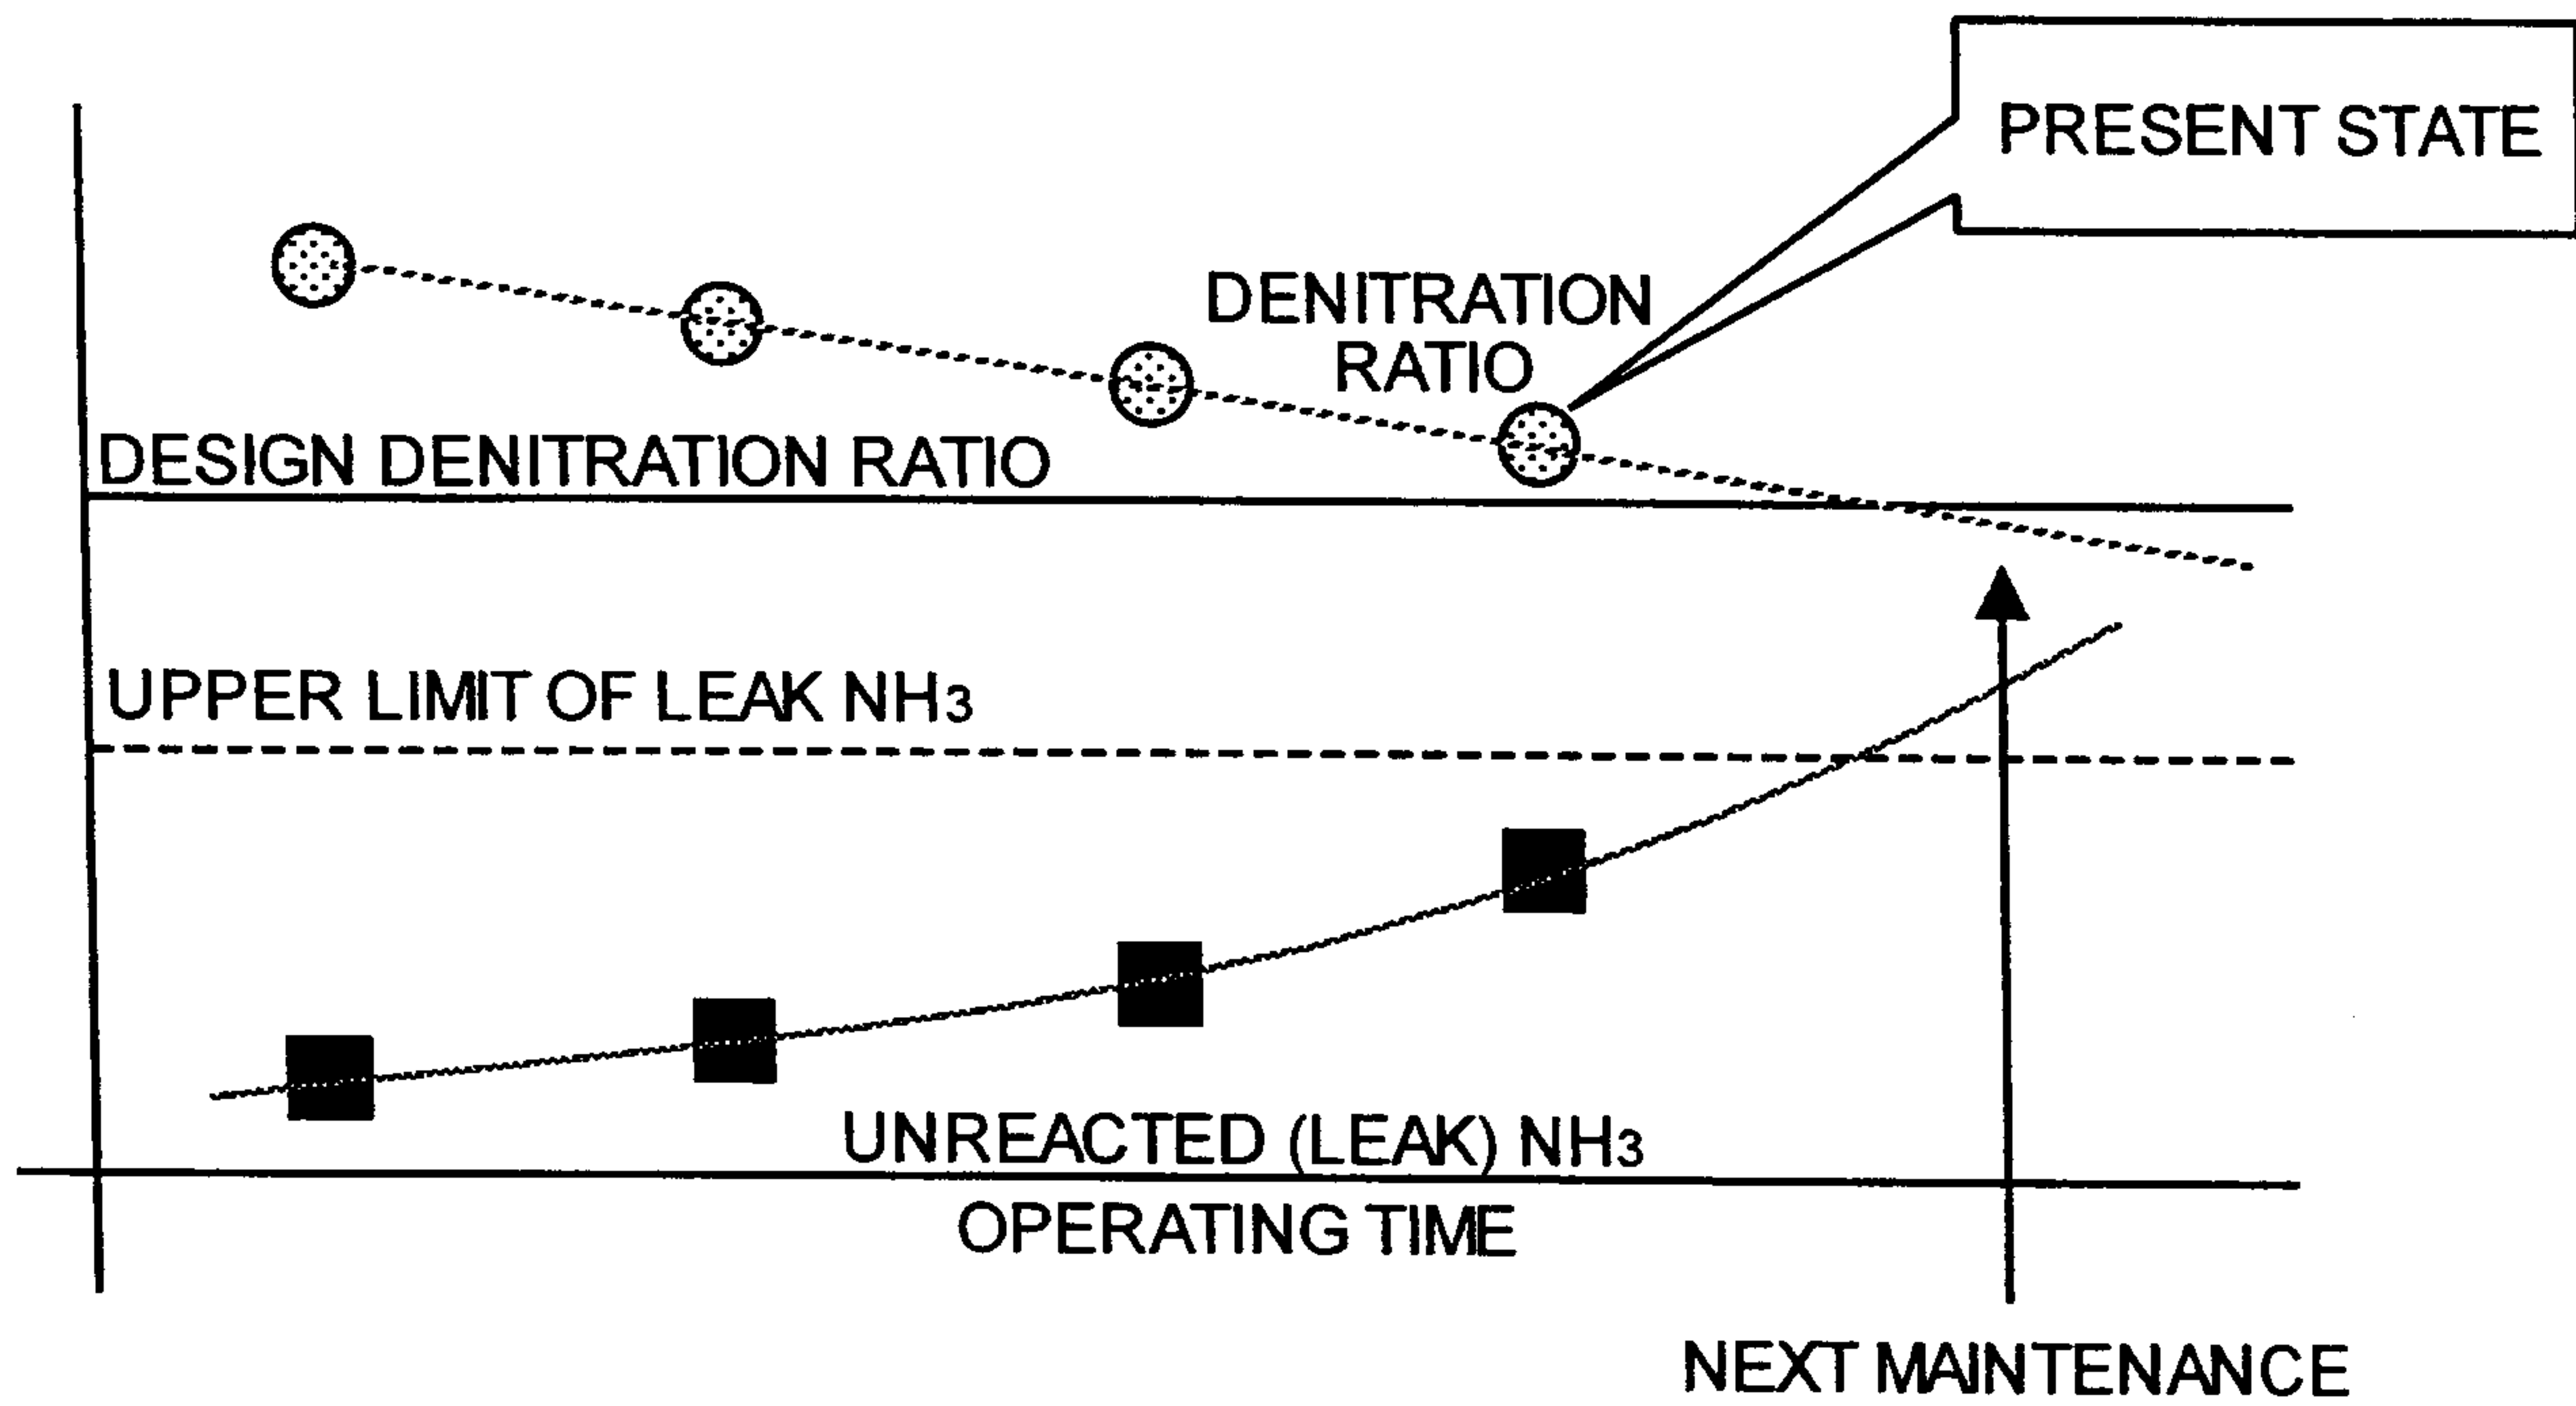 PRESENT STATE
DENITRATION
RATIO
DESIGN DENITRATION RATIO
UPPER LIMIT OF LEAK NH3
UNREACTED (LEAK) NH3
OPERATING TIME
NEXT MAINTENANCE